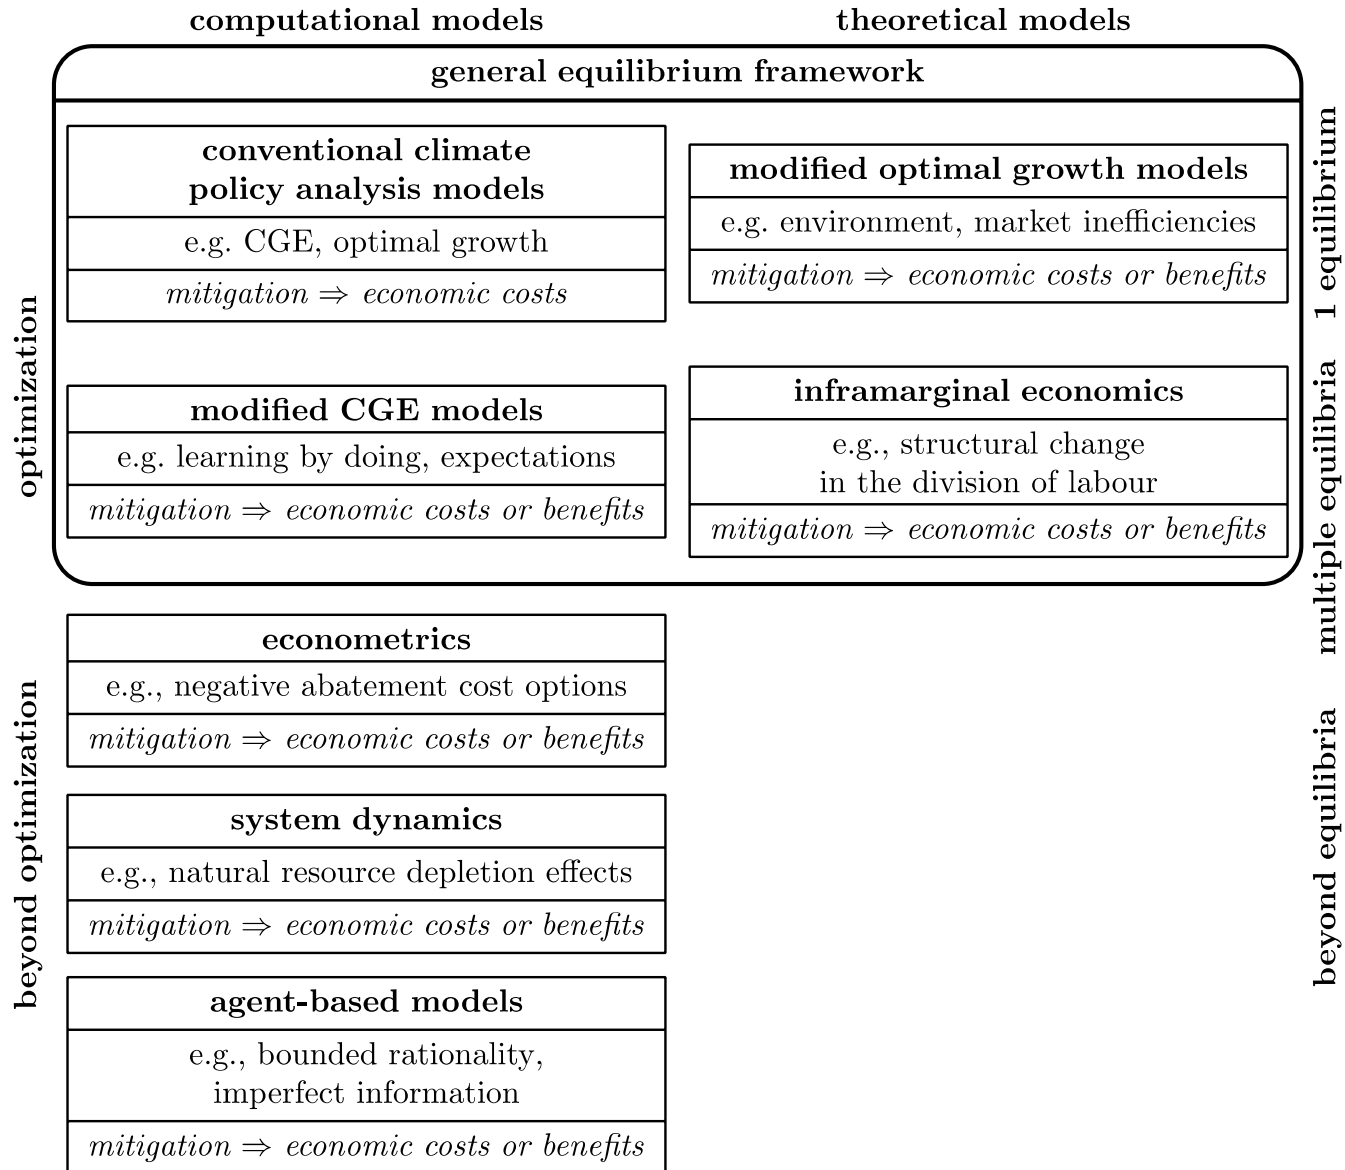 computational models
theoretical models
general equilibrium framework
conventional climate
policy analysis models
e.g. CGE, optimal growth
mitigation ⇒ economic costs
modified optimal growth models
e.g. environment, market inefficiencies
mitigation ⇒ economic costs or benefits
modified CGE models
e.g. learning by doing, expectations
mitigation ⇒ economic costs or benefits
inframarginal economics
e.g., structural change
in the division of labour
mitigation ⇒ economic costs or benefits
econometrics
e.g., negative abatement cost options
mitigation ⇒ economic costs or benefits
system dynamics
e.g., natural resource depletion effects
mitigation ⇒ economic costs or benefits
agent-based models
e.g., bounded rationality,
imperfect information
mitigation ⇒ economic costs or benefits
optimization
beyond optimization
1 equilibrium
multiple equilibria
beyond equilibria